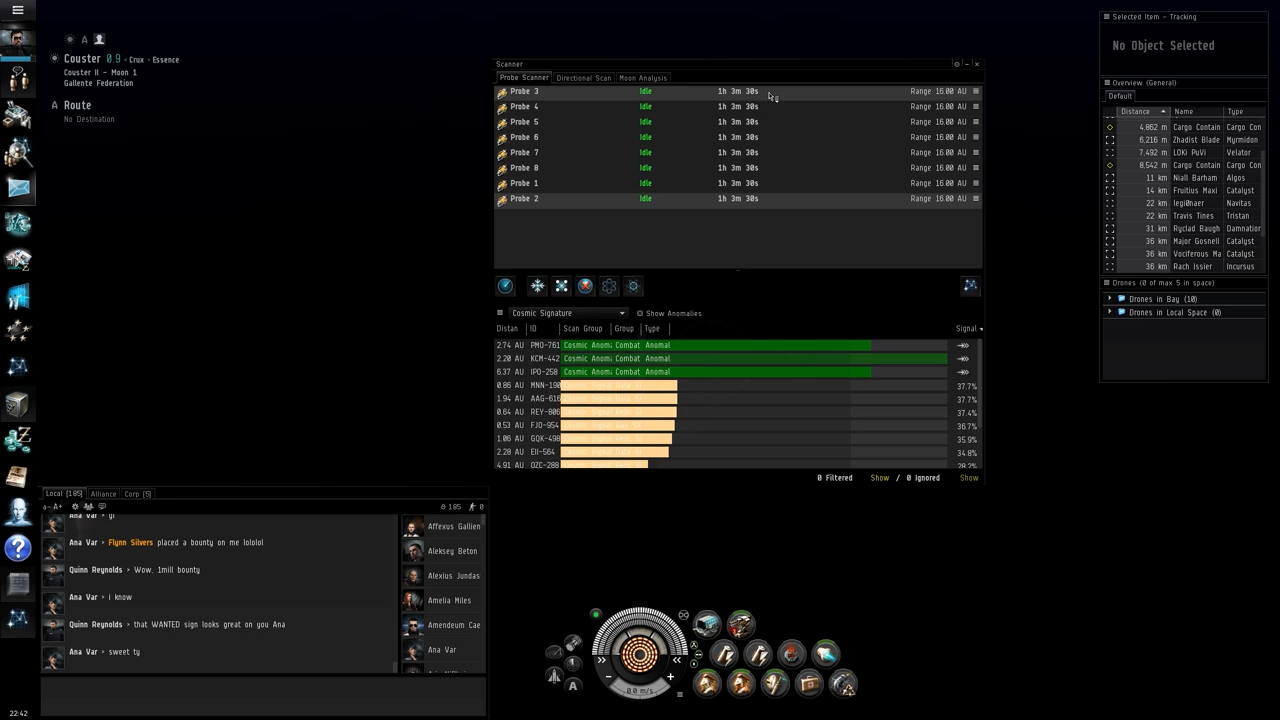 A
Couster 0.9 · Crux · Essence
Couster II - Moon 1
Gallente Federation
A Route
No Destination
Scanner
Probe Scanner Directional Scan Moon Analysis
Probe 3 Idle 1h 3m 30s Range 16.00 AU
Probe 4 Idle 1h 3m 30s Range 16.00 AU
Probe 5 Idle 1h 3m 30s Range 16.00 AU
Probe 6 Idle 1h 3m 30s Range 16.00 AU
Probe 7 Idle 1h 3m 30s Range 16.00 AU
Probe 8 Idle 1h 3m 30s Range 16.00 AU
Probe 1 Idle 1h 3m 30s Range 16.00 AU
Probe 2 Idle 1h 3m 30s Range 16.00 AU
Cosmic Signature Show Anomalies
Distan ID Scan Group Group Type Signal
2.74 AU PMO-761 Cosmic Anom Combat Anomal
2.20 AU KCM-442 Cosmic Anom Combat Anomal
6.37 AU IPO-258 Cosmic Anom Combat Anomal
0.86 AU MNN-190 37.7%
1.94 AU AAG-616 37.7%
0.64 AU REY-806 37.4%
0.53 AU FJO-954 36.7%
1.06 AU GQK-498 35.9%
2.28 AU EII-564 34.8%
4.91 AU OZC-288 28.2%
0 Filtered Show / 0 Ignored Show
Selected Item - Tracking
No Object Selected
Overview (General)
Default
Distance Name Type
4,862 m Cargo Contain Cargo Con
6,216 m Zhadist Blade Myrmidon
7,492 m LOKi PuVi Velator
8,542 m Cargo Contain Cargo Con
11 km Niall Barham Algos
14 km Fruitius Maxi Catalyst
22 km legi0naer Navitas
22 km Travis Tines Tristan
31 km Ryclad Baugh Damnation
36 km Major Gosnell Catalyst
36 km Vociferous Ma Catalyst
36 km Rach Issier Incursus
Drones (0 of max 5 in space)
Drones in Bay (10)
Drones in Local Space (0)
Local [185] Alliance Corp [5]
a- A+ 185 0
Ana Var > yi
Ana Var > Flynn Silvers placed a bounty on me lololol
Quinn Reynolds > Wow, 1mill bounty
Ana Var > i know
Quinn Reynolds > that WANTED sign looks great on you Ana
Ana Var > sweet ty
Affexus Gallien
Aleksey Beton
Alexius Jundas
Amelia Miles
Amendeum Cae
Ana Var
0.0 m/s
A
22:42